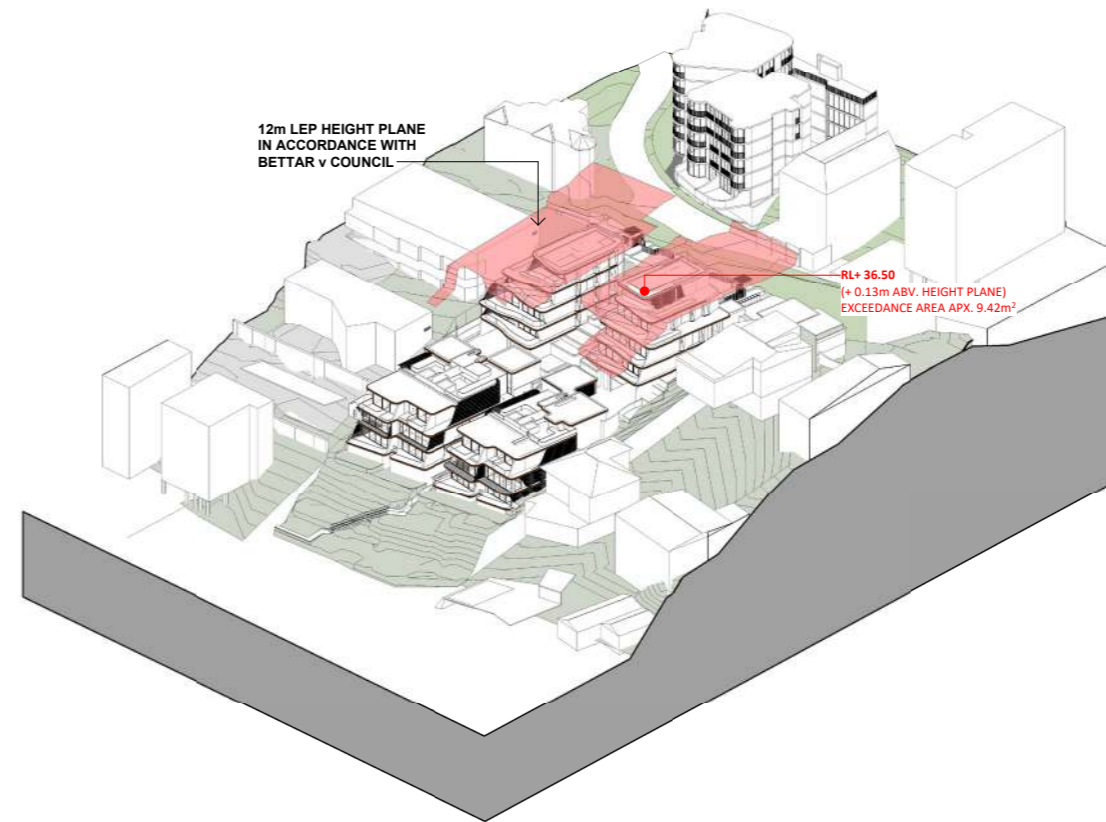 12m LEP HEIGHT PLANE
IN ACCORDANCE WITH
BETTAR v COUNCIL
RL+ 36.50
(+ 0.13m ABV. HEIGHT PLANE)
EXCEEDANCE AREA APX. 9.42m²